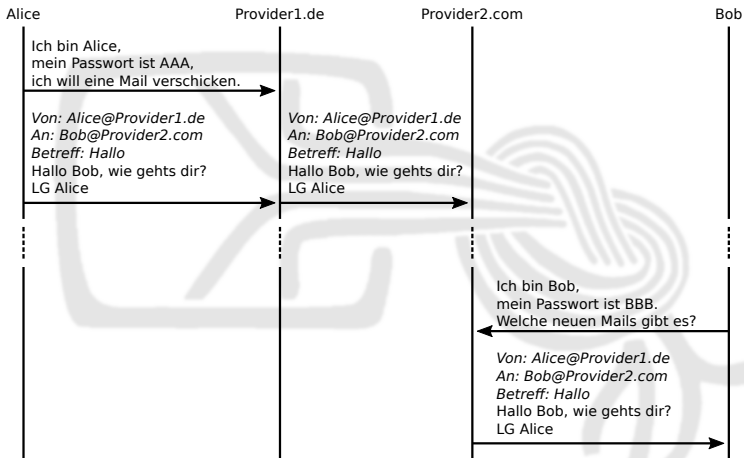 Alice
Provider1.de
Provider2.com
Bob
Ich bin Alice,
mein Passwort ist AAA,
ich will eine Mail verschicken.
Von: Alice@Provider1.de
An: Bob@Provider2.com
Betreff: Hallo
Hallo Bob, wie gehts dir?
LG Alice
Von: Alice@Provider1.de
An: Bob@Provider2.com
Betreff: Hallo
Hallo Bob, wie gehts dir?
LG Alice
Ich bin Bob,
mein Passwort ist BBB.
Welche neuen Mails gibt es?
Von: Alice@Provider1.de
An: Bob@Provider2.com
Betreff: Hallo
Hallo Bob, wie gehts dir?
LG Alice